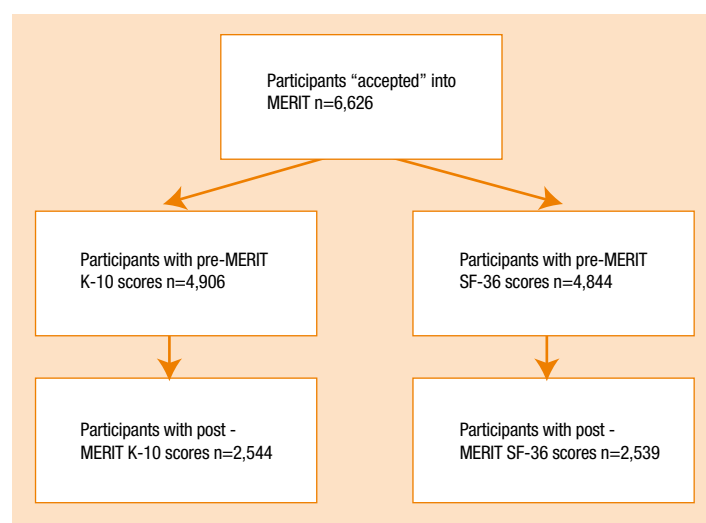 Participants “accepted” into
MERIT n=6,626
Participants with pre-MERIT
K-10 scores n=4,906
Participants with pre-MERIT
SF-36 scores n=4,844
Participants with post -
MERIT K-10 scores n=2,544
Participants with post -
MERIT SF-36 scores n=2,539